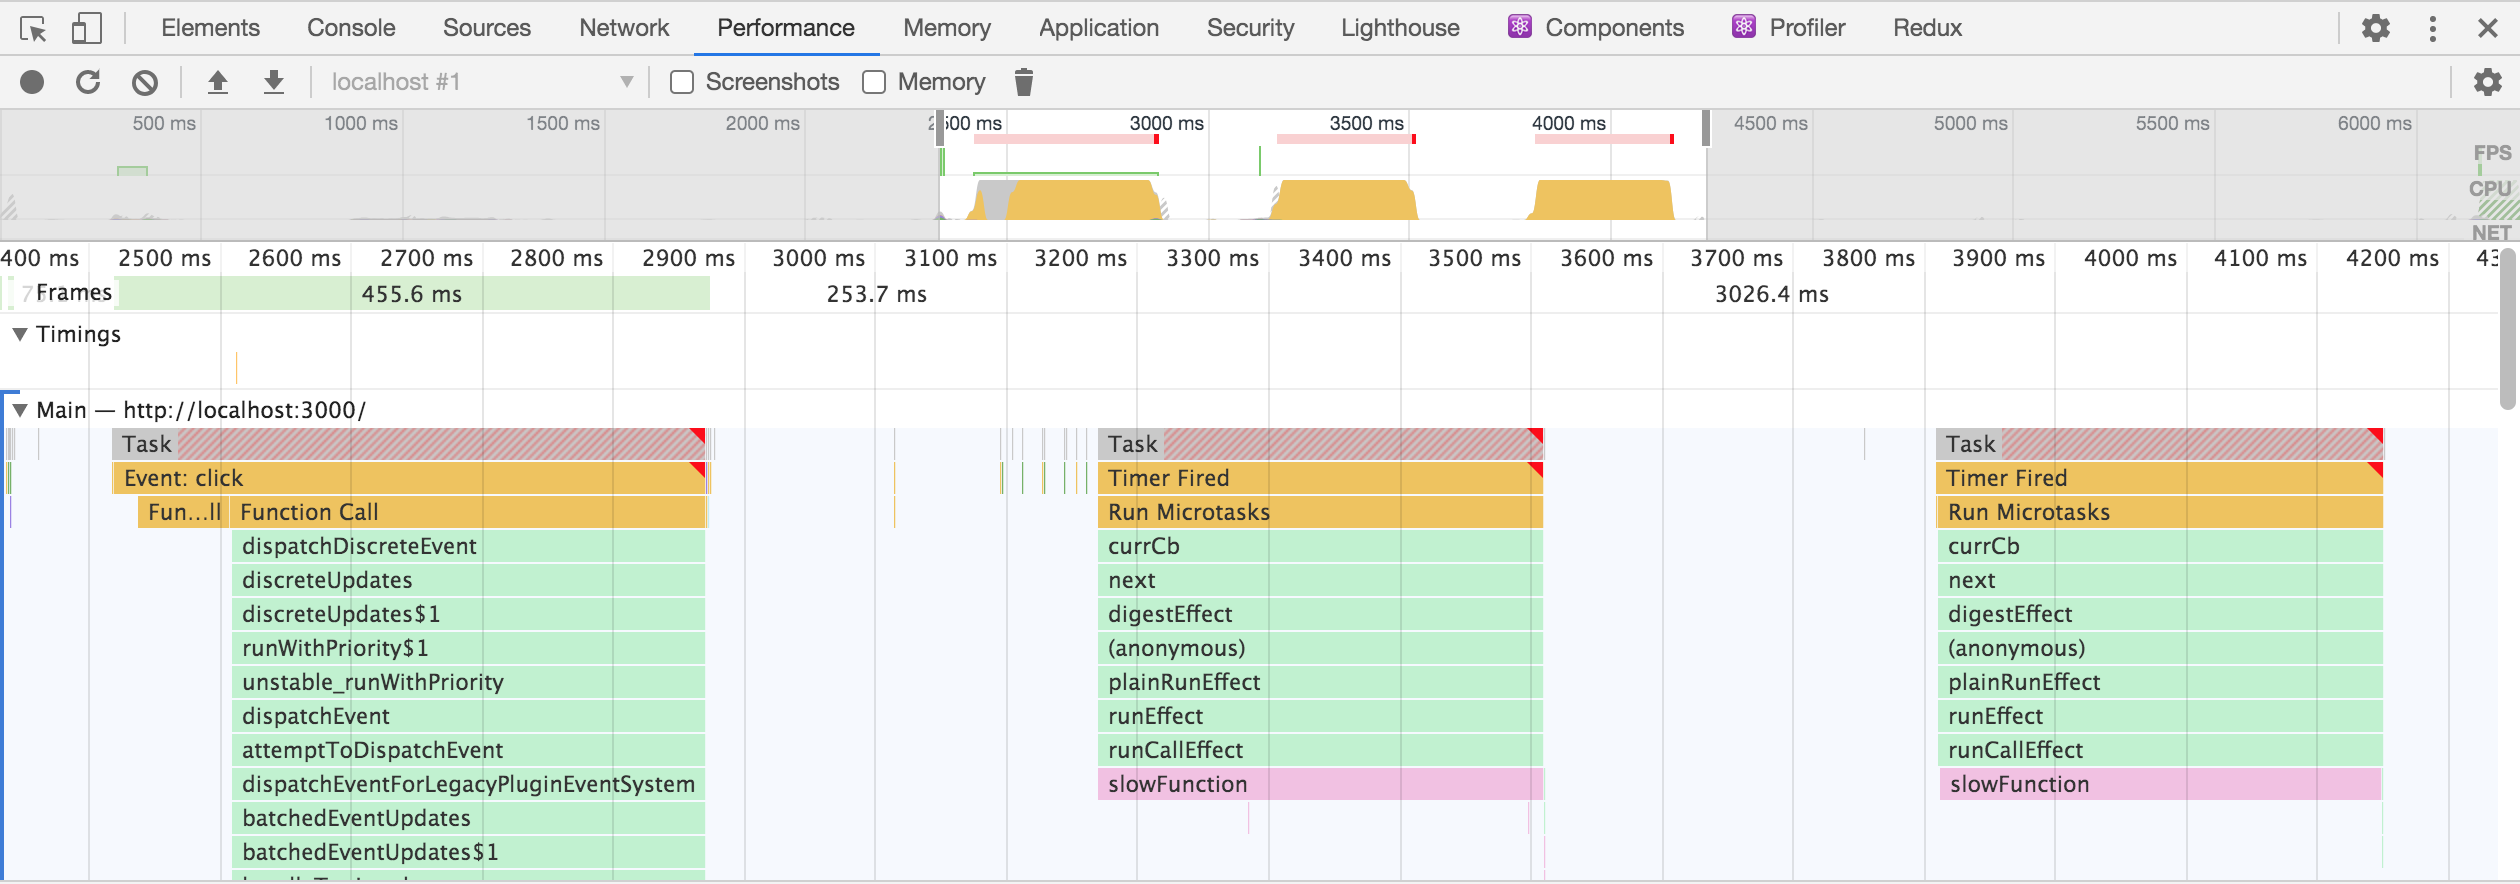 Elements Console Sources Network Performance Memory Application Security Lighthouse Components Profiler Redux
localhost #1 Screenshots Memory
500 ms 1000 ms 1500 ms 2000 ms 500 ms 3000 ms 3500 ms 4000 ms 4500 ms 5000 ms 5500 ms 6000 ms
FPS
CPU
NET
400 ms 2500 ms 2600 ms 2700 ms 2800 ms 2900 ms 3000 ms 3100 ms 3200 ms 3300 ms 3400 ms 3500 ms 3600 ms 3700 ms 3800 ms 3900 ms 4000 ms 4100 ms 4200 ms
Frames 455.6 ms 253.7 ms 3026.4 ms
Timings
Main — http://localhost:3000/
Task Task Task
Event: click Timer Fired Timer Fired
Fun...ll Function Call Run Microtasks Run Microtasks
dispatchDiscreteEvent currCb currCb
discreteUpdates next next
discreteUpdates$1 digestEffect digestEffect
runWithPriority$1 (anonymous) (anonymous)
unstable_runWithPriority plainRunEffect plainRunEffect
dispatchEvent runEffect runEffect
attemptToDispatchEvent runCallEffect runCallEffect
dispatchEventForLegacyPluginEventSystem slowFunction slowFunction
batchedEventUpdates
batchedEventUpdates$1